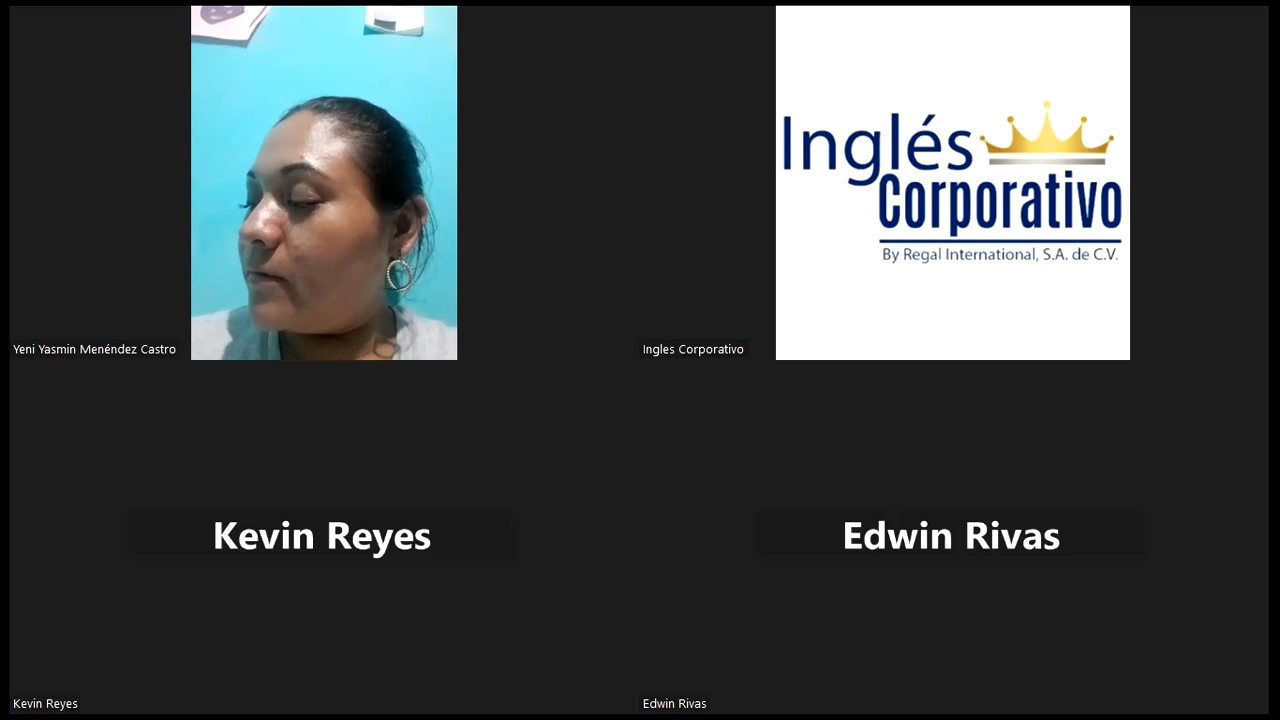 Inglés
Corporativo
By Regal International, S.A. de C.V.
Yeni Yasmin Menéndez Castro
Ingles Corporativo
Kevin Reyes
Edwin Rivas
Kevin Reyes
Edwin Rivas